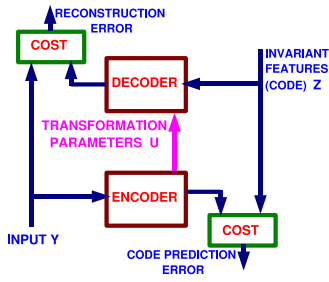 RECONSTRUCTION
ERROR
COST
DECODER
INVARIANT
FEATURES
(CODE) Z
TRANSFORMATION
PARAMETERS U
ENCODER
INPUT Y
COST
CODE PREDICTION
ERROR